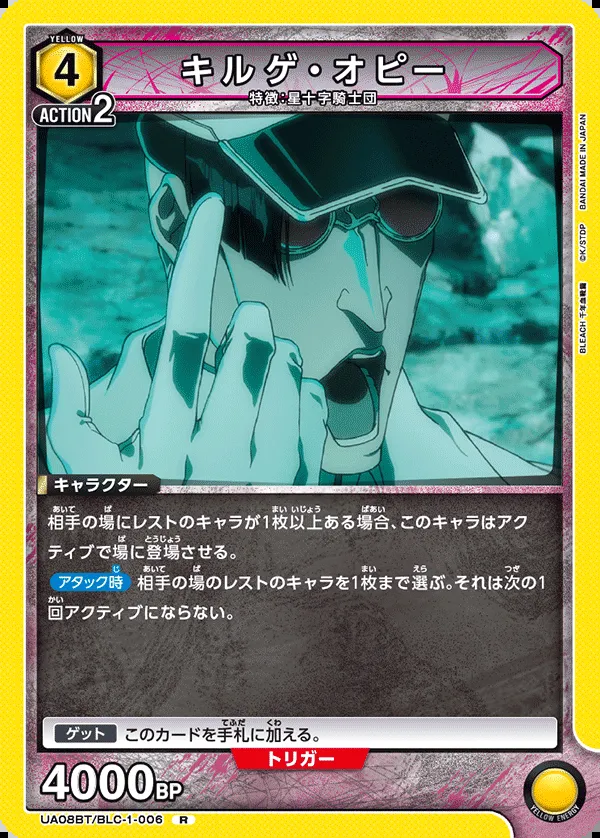 YELLOW
4
ACTION2
キルゲ・オピー
特徴:星十字騎士団
BLEACH 千年血戦篇 ©K/STDP BANDAI MADE IN JAPAN
キャラクター
相手の場にレストのキャラが1枚以上ある場合、このキャラはアク
ティブで場に登場させる。
アタック時 相手の場のレストのキャラを1枚まで選ぶ。それは次の1
回アクティブにならない。
ゲット このカードを手札に加える。
トリガー
4000BP
YELLOW ENERGY
UA08BT/BLC-1-006 R